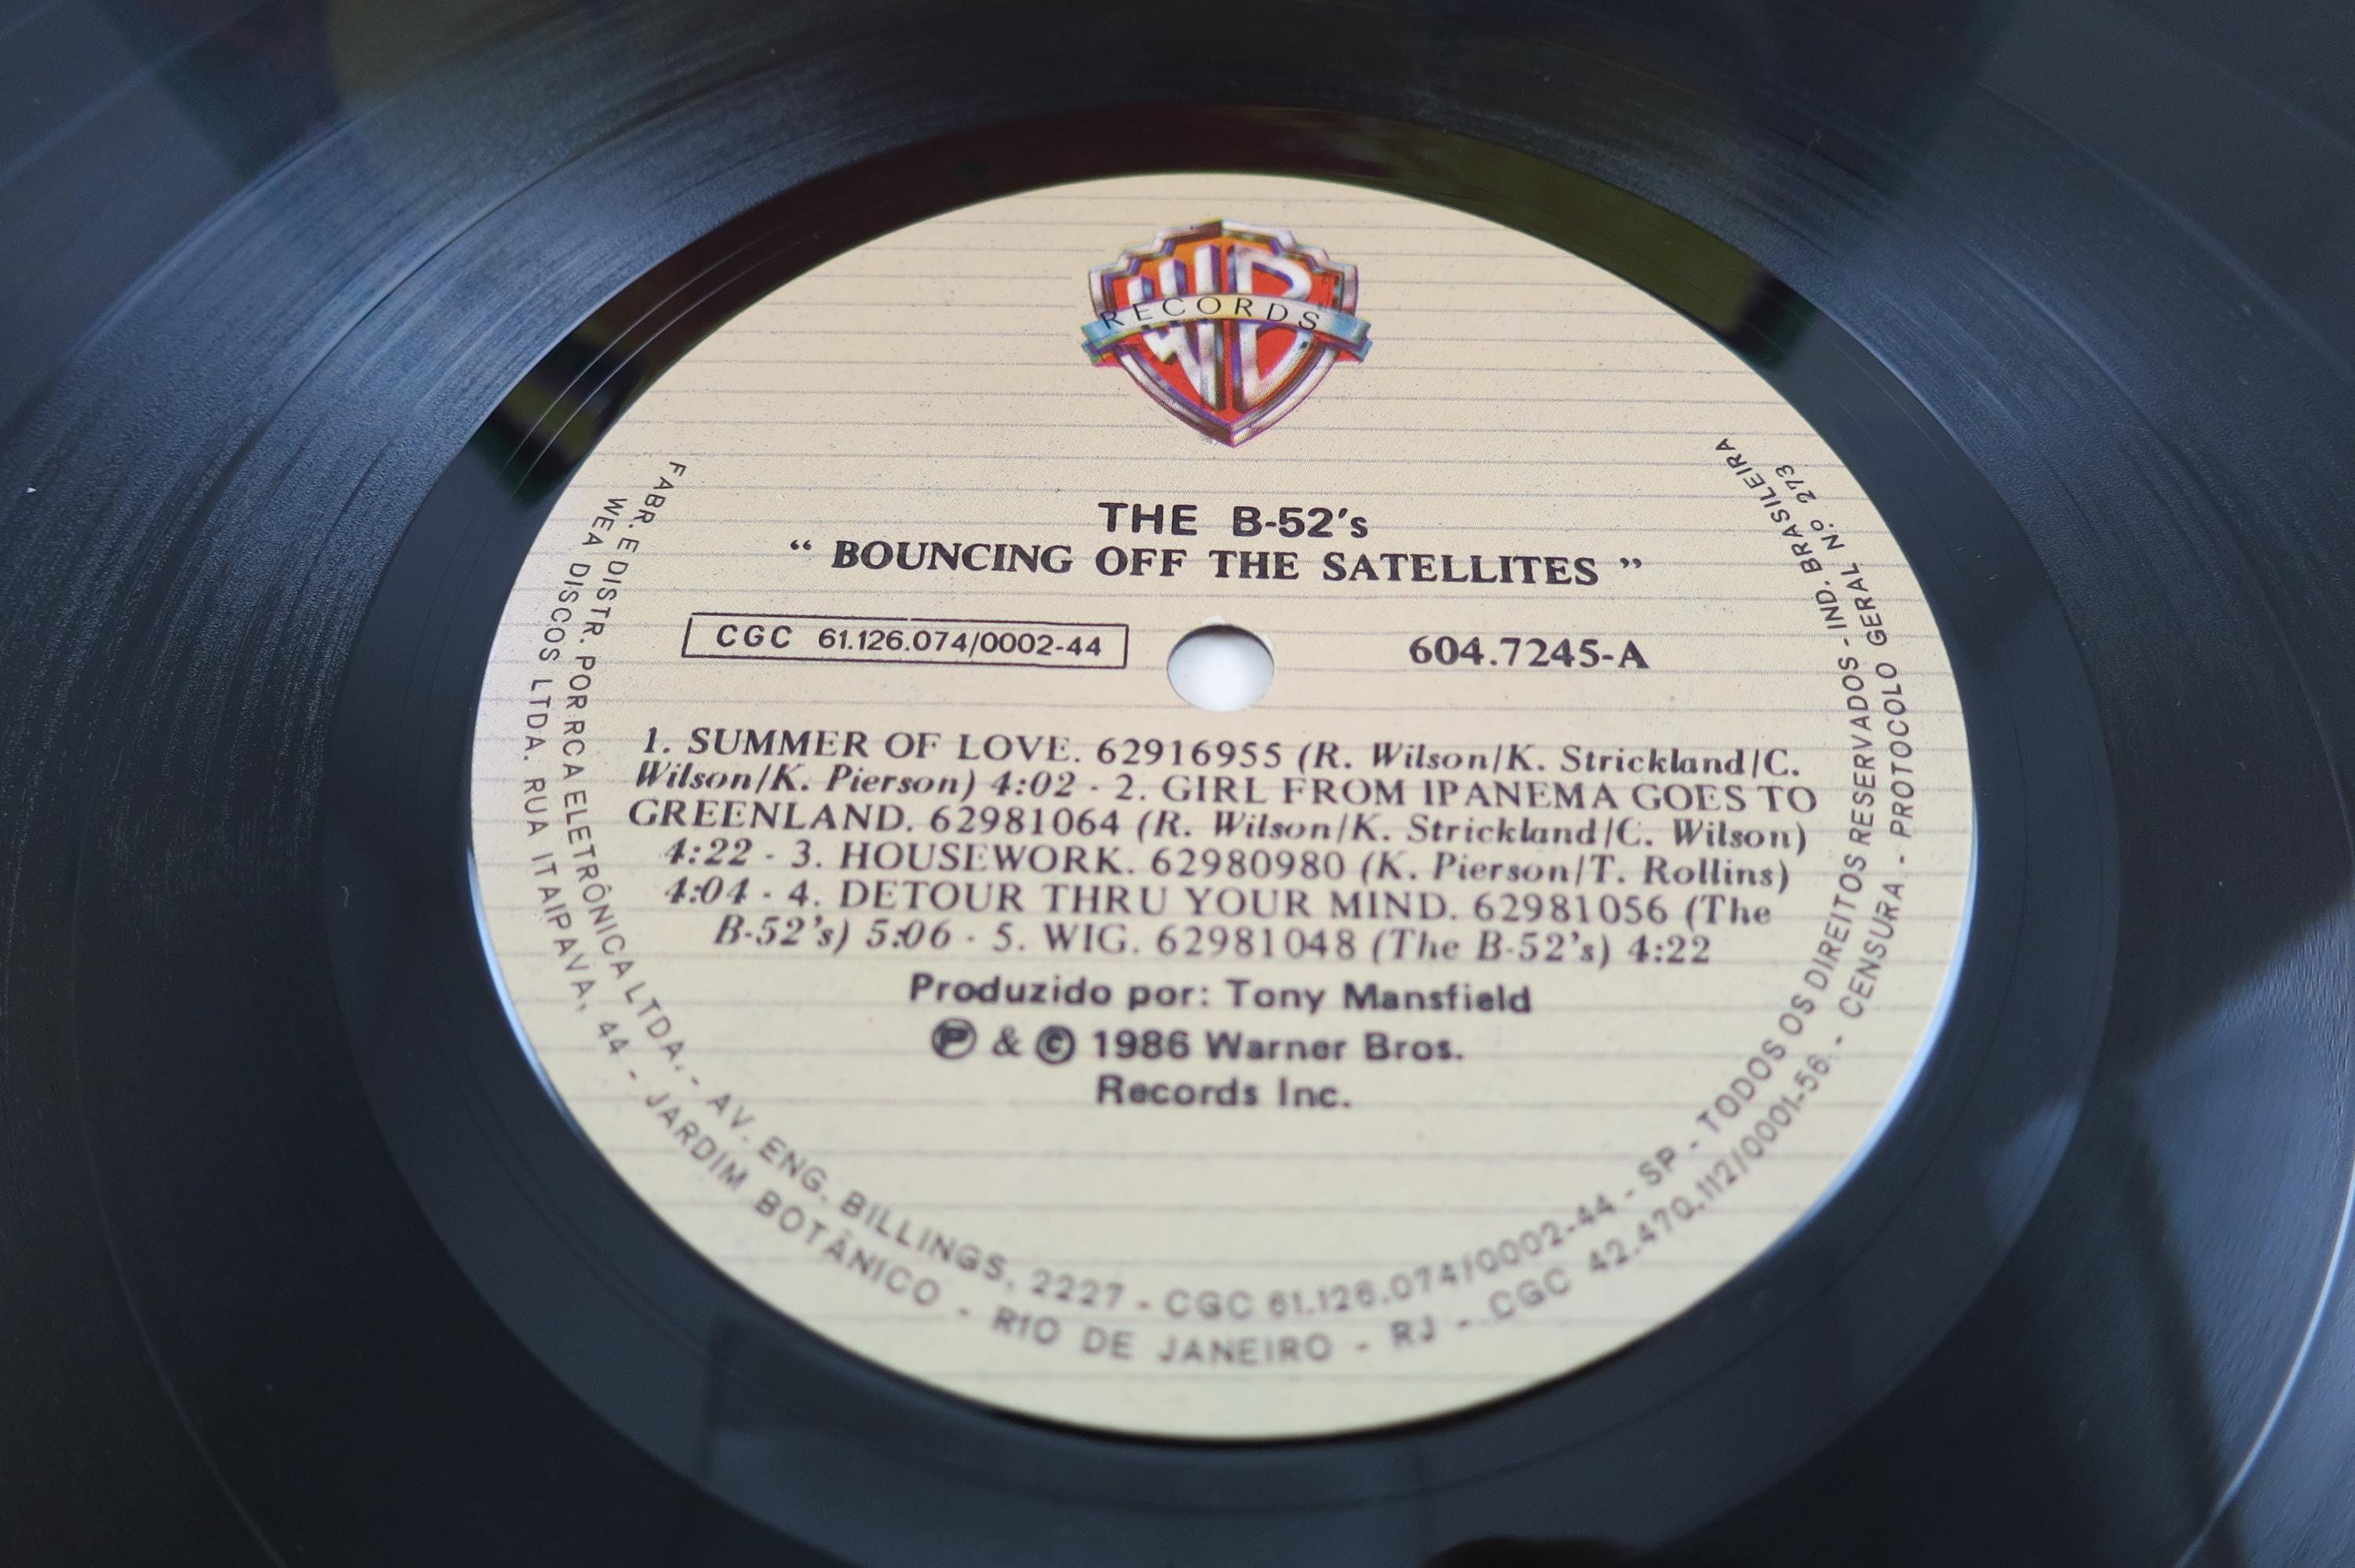 WB
RECORDS
THE B-52's
“ BOUNCING OFF THE SATELLITES ”
CGC 61.126.074/0002-44
604.7245-A
1. SUMMER OF LOVE. 62916955 (R. Wilson/K. Strickland/C.
Wilson/K. Pierson) 4:02 - 2. GIRL FROM IPANEMA GOES TO
GREENLAND. 62981064 (R. Wilson/K. Strickland/C. Wilson)
4:22 - 3. HOUSEWORK. 62980980 (K. Pierson/T. Rollins)
4:04 - 4. DETOUR THRU YOUR MIND. 62981056 (The
B-52's) 5:06 - 5. WIG. 62981048 (The B-52's) 4:22
Produzido por: Tony Mansfield
℗ & © 1986 Warner Bros.
Records Inc.
FABR. E DISTR. POR RCA ELETRÔNICA LTDA. - AV. ENG. BILLINGS, 2227 - CGC 61.126.074/0002-44 - SP - TODOS OS DIREITOS RESERVADOS - IND. BRASILEIRA
WEA DISCOS LTDA. RUA ITAIPAVA, 44 - JARDIM BOTÂNICO - RIO DE JANEIRO - RJ - CGC 42.470.112/0001-56 - CENSURA - PROTOCOLO GERAL N.o 273